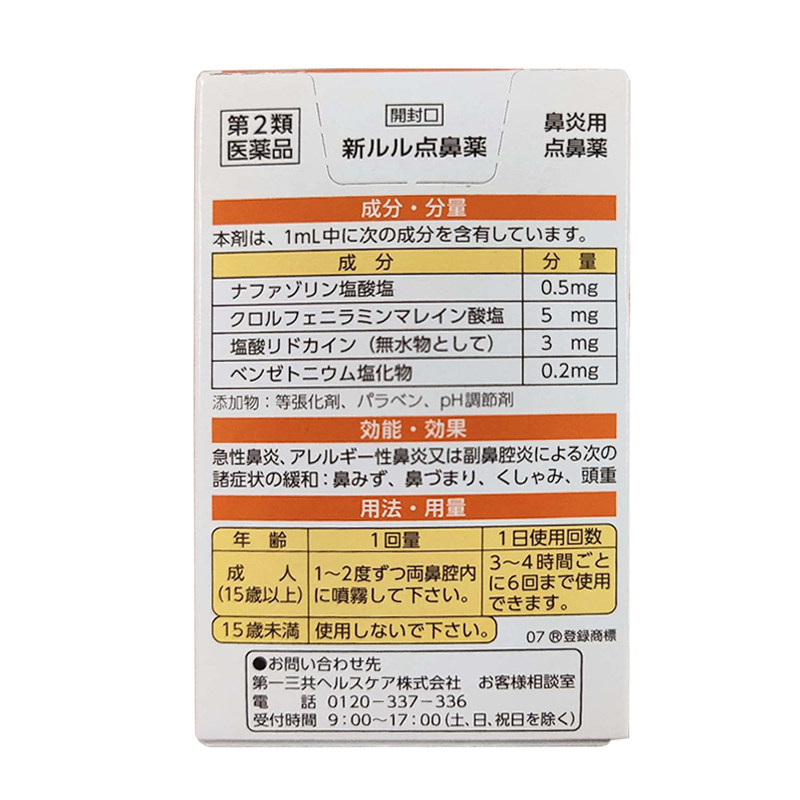 第2類
医薬品
開封口
新ルル点鼻薬
鼻炎用
点鼻薬
成分・分量
本剤は、1mL中に次の成分を含有しています。
成 分 分 量
ナファゾリン塩酸塩 0.5mg
クロルフェニラミンマレイン酸塩 5 mg
塩酸リドカイン（無水物として） 3 mg
ベンゼトニウム塩化物 0.2mg
添加物：等張化剤、パラベン、pH調節剤
効能・効果
急性鼻炎、アレルギー性鼻炎又は副鼻腔炎による次の
諸症状の緩和：鼻みず、鼻づまり、くしゃみ、頭重
用法・用量
年 齢 1回量 1日使用回数
成 人
(15歳以上)
1～2度ずつ両鼻腔内
に噴霧して下さい。
3～4時間ごと
に6回まで使用
できます。
15歳未満 使用しないで下さい。
07 ®登録商標
●お問い合わせ先
第一三共ヘルスケア株式会社 お客様相談室
電 話 0120-337-336
受付時間 9:00～17:00(土、日、祝日を除く)